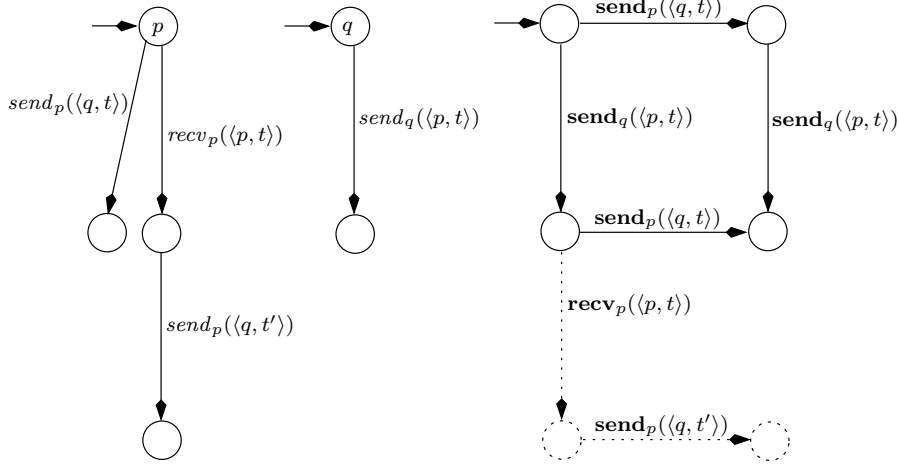 send_p(⟨q, t⟩)
p
q
send_p(⟨q, t⟩)
recv_p(⟨p, t⟩)
send_q(⟨p, t⟩)
send_q(⟨p, t⟩)
send_q(⟨p, t⟩)
send_p(⟨q, t⟩)
recv_p(⟨p, t⟩)
send_p(⟨q, t′⟩)
send_p(⟨q, t′⟩)